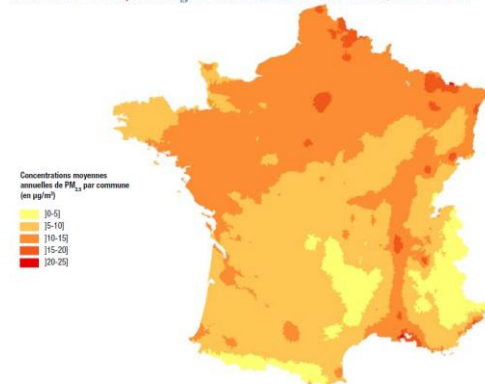 Concentrations moyennes
annuelles de PM2,5 par commune
(en µg/m³)
]0-5]
]5-10]
]10-15]
]15-20]
]20-25]